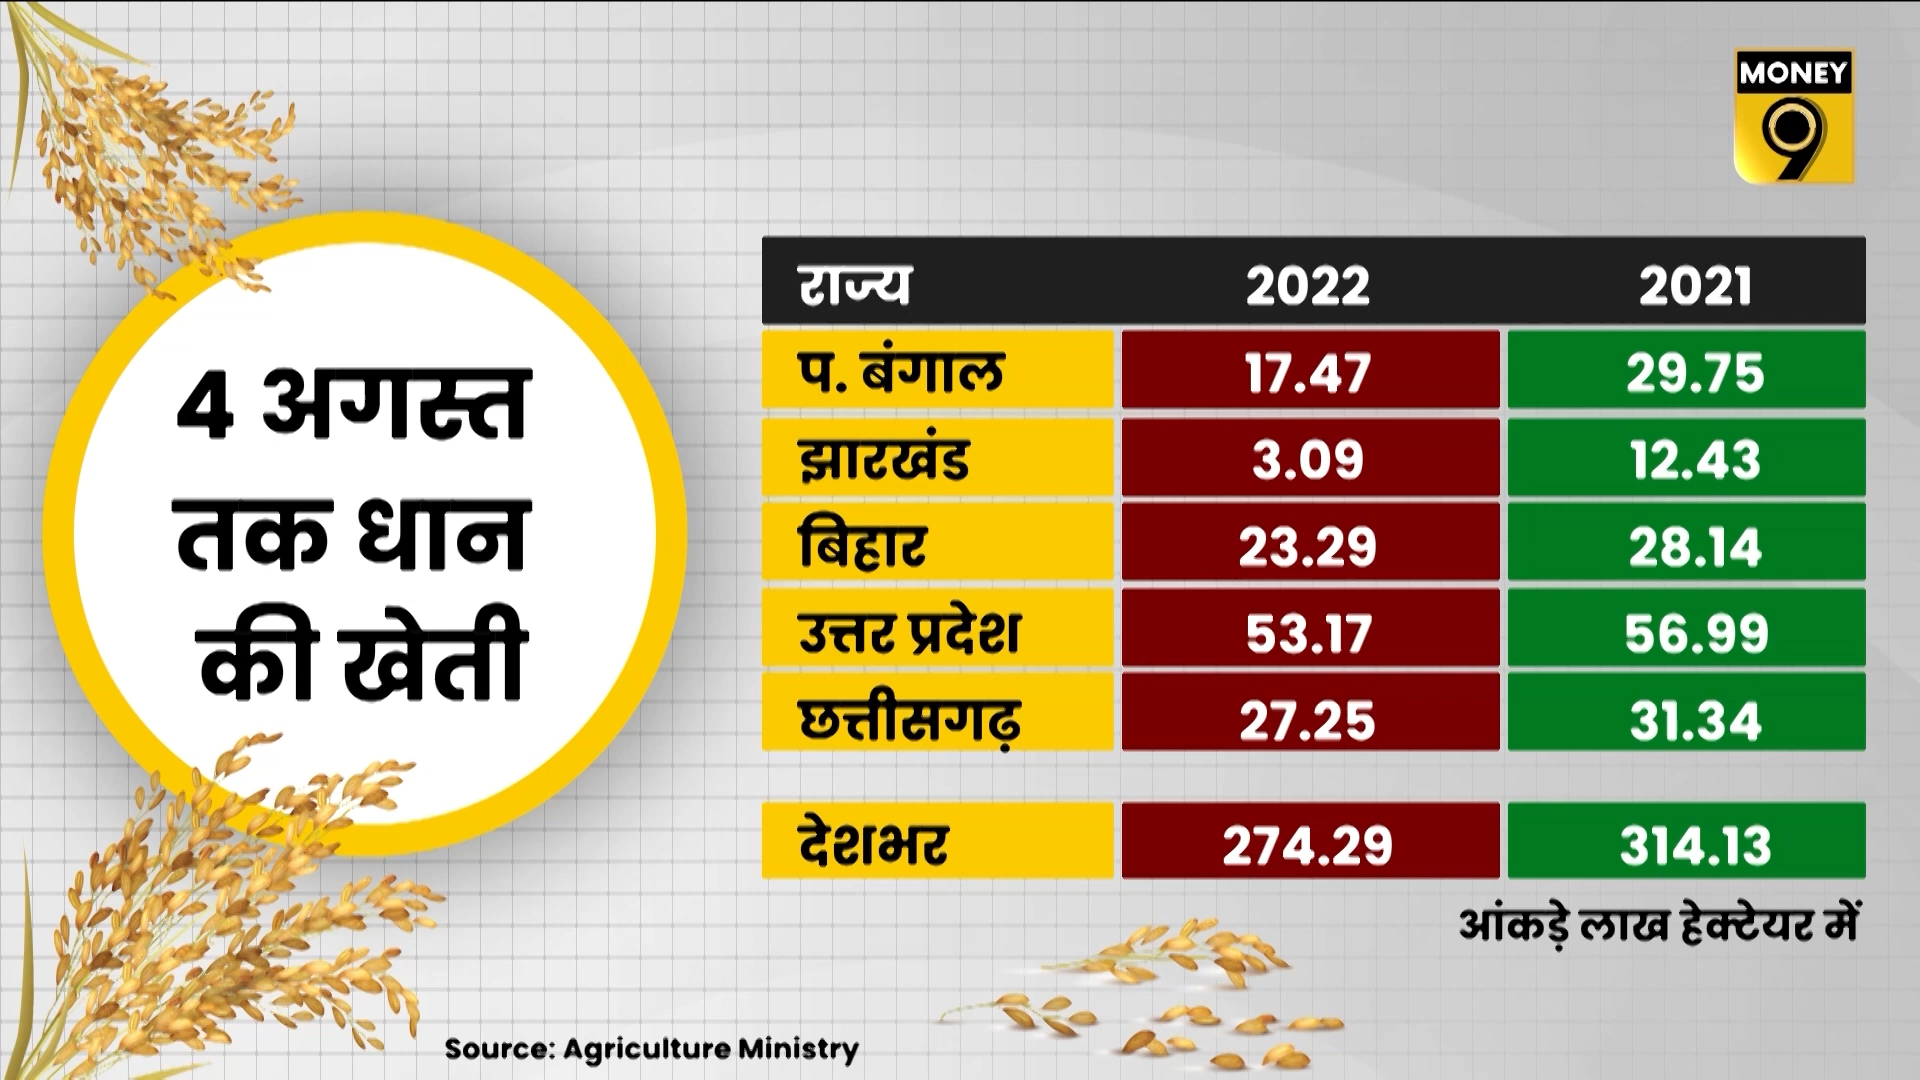 MONEY
9
4 अगस्त
तक धान
की खेती
राज्य 2022 2021
प. बंगाल 17.47 29.75
झारखंड 3.09 12.43
बिहार 23.29 28.14
उत्तर प्रदेश 53.17 56.99
छत्तीसगढ़ 27.25 31.34
देशभर 274.29 314.13
आंकड़े लाख हेक्टेयर में
Source: Agriculture Ministry